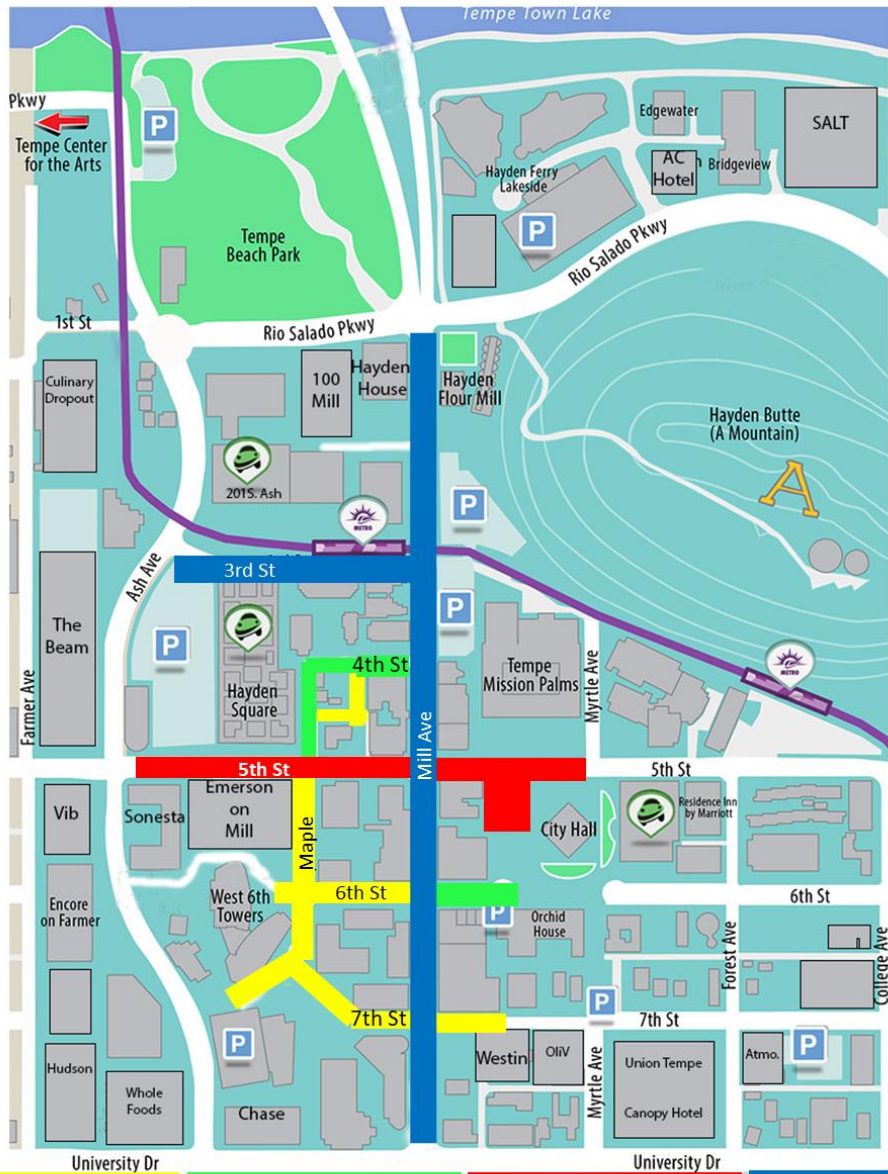 Tempe Town Lake
Pkwy
Tempe Center
for the Arts
P
Edgewater
SALT
AC
Hotel
Bridgeview
Hayden Ferry
Lakeside
P
Tempe
Beach Park
Rio Salado Pkwy
1st St
Rio Salado Pkwy
Culinary
Dropout
100
Mill
Hayden
House
Hayden
Flour Mill
Hayden Butte
(A Mountain)
A
201S. Ash
METRO
P
Ash Ave
3rd St
The
Beam
P
Hayden
Square
P
4th St
Tempe
Mission Palms
Myrtle Ave
METRO
Farmer Ave
Mill Ave
5th St
5th St
Vib
Sonesta
Emerson
on
Mill
Maple
City Hall
Residence Inn
by Marriott
Encore
on Farmer
West 6th
Towers
6th St
6th St
P
Orchid
House
Forest Ave
College Ave
P
7th St
7th St
P
Hudson
Whole
Foods
Chase
Westin
OliV
Myrtle Ave
Union Tempe
Canopy Hotel
Atmo.
P
University Dr
University Dr